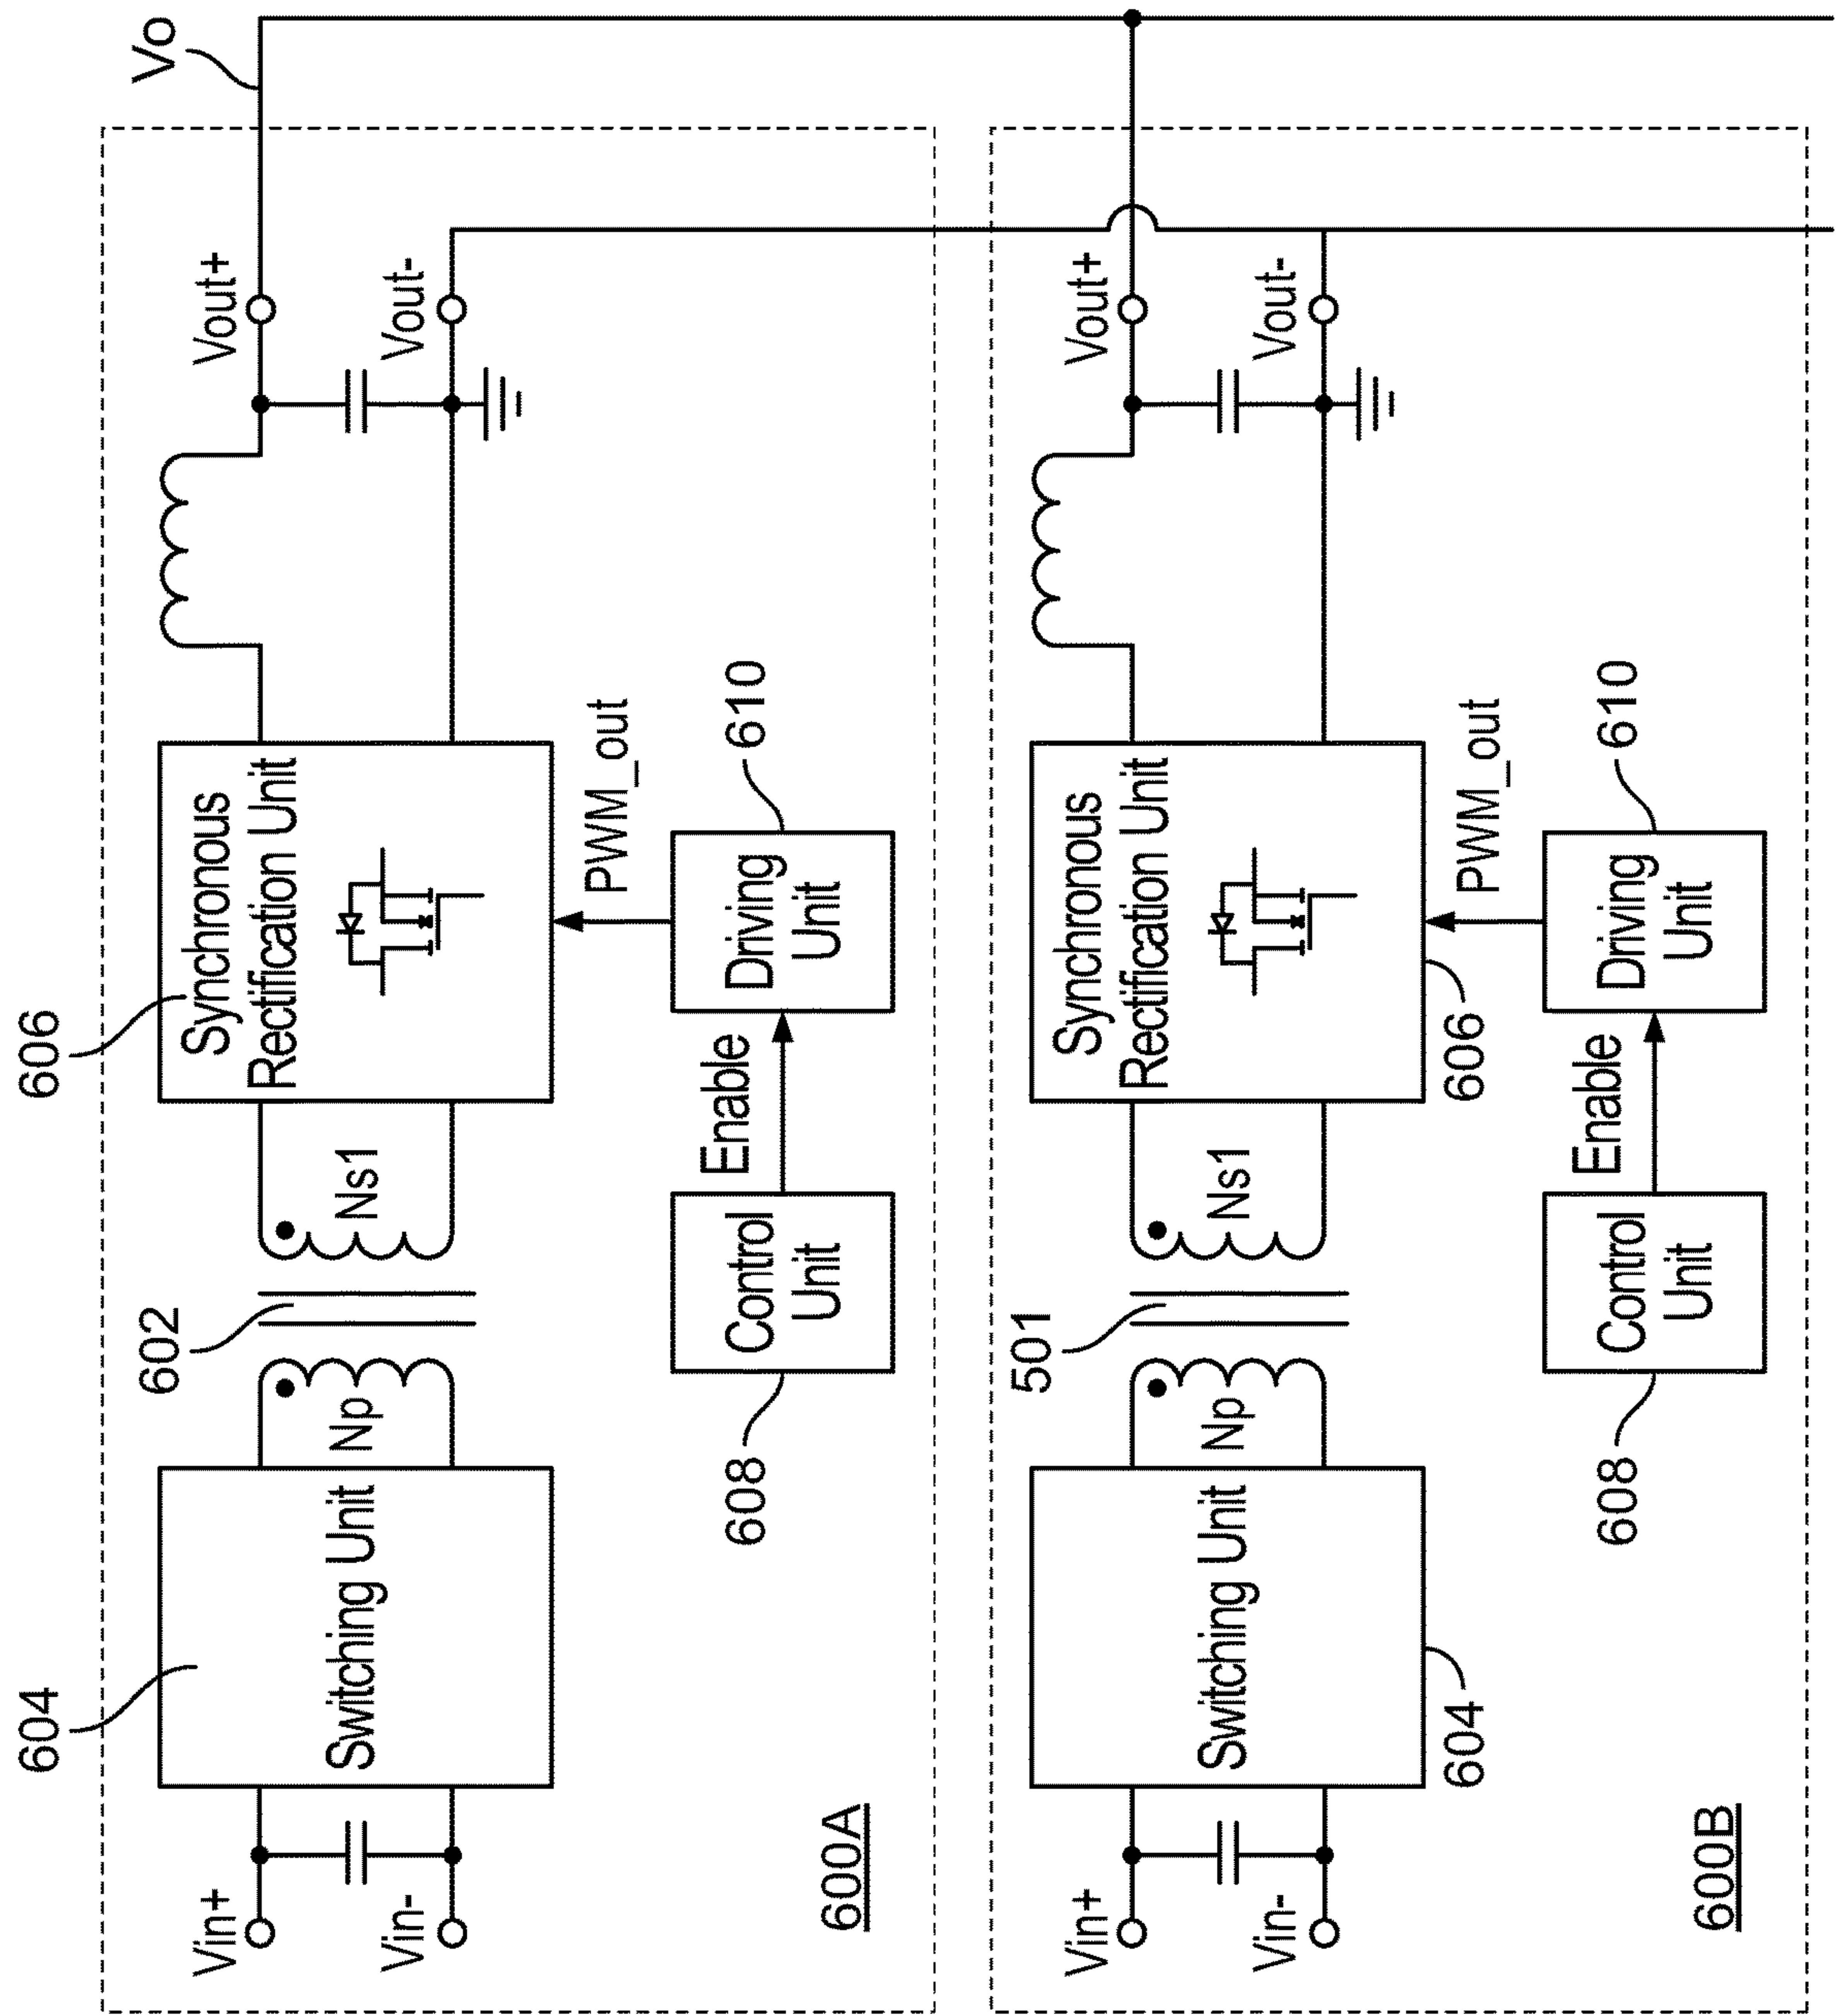 Vo
606
Synchronous
Rectification Unit
Vout+
604
602
Vin+
Switching Unit
Np
Ns1
Vin-
Vout-
PWM_out
Enable
Control
Unit
Driving
Unit
608
610
600A
501
Synchronous
Rectification Unit
Vout+
Vin+
Switching Unit
Np
Ns1
Vin-
Vout-
604
606
PWM_out
Enable
Control
Unit
Driving
Unit
608
610
600B